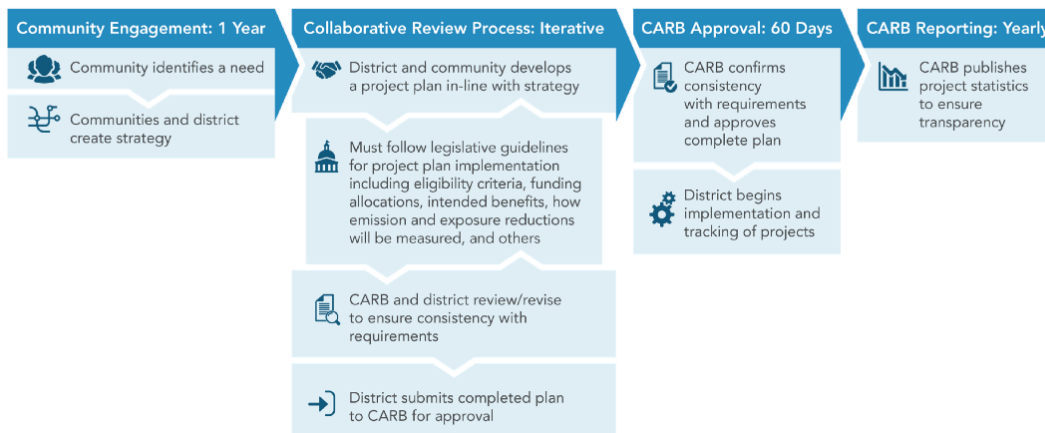 Community Engagement: 1 Year
Community identifies a need
Communities and district
create strategy
Collaborative Review Process: Iterative
District and community develops
a project plan in-line with strategy
Must follow legislative guidelines
for project plan implementation
including eligibility criteria, funding
allocations, intended benefits, how
emission and exposure reductions
will be measured, and others
CARB and district review/revise
to ensure consistency with
requirements
District submits completed plan
to CARB for approval
CARB Approval: 60 Days
CARB confirms
consistency
with requirements
and approves
complete plan
District begins
implementation and
tracking of projects
CARB Reporting: Yearly
CARB publishes
project statistics
to ensure
transparency